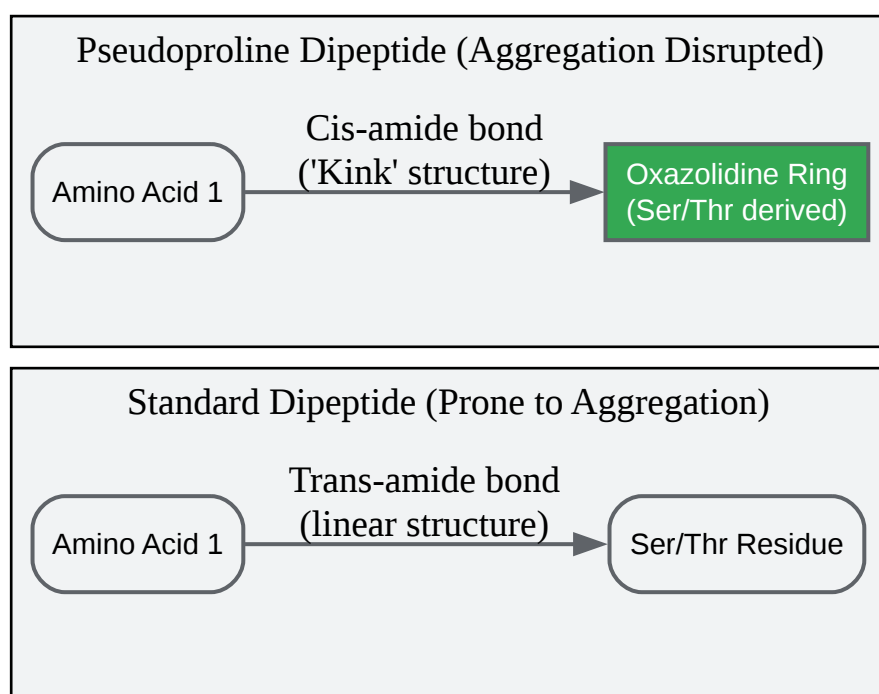 Pseudoproline Dipeptide (Aggregation Disrupted)
Cis-amide bond
('Kink' structure)
Amino Acid 1
Oxazolidine Ring
(Ser/Thr derived)
Standard Dipeptide (Prone to Aggregation)
Trans-amide bond
(linear structure)
Amino Acid 1
Ser/Thr Residue